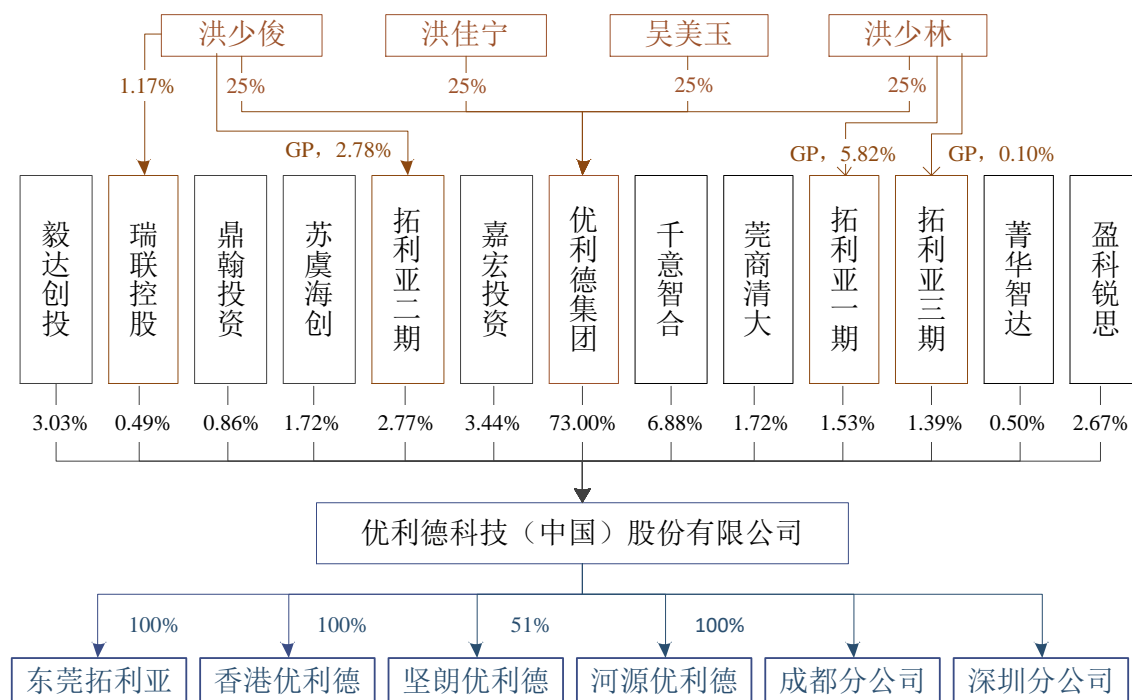 洪少俊
洪佳宁
吴美玉
洪少林
1.17%
25%
25%
25%
25%
GP，2.78%
GP，5.82%
GP，0.10%
毅达创投
瑞联控股
鼎翰投资
苏虞海创
拓利亚二期
嘉宏投资
优利德集团
千意智合
莞商清大
拓利亚一期
拓利亚三期
菁华智达
盈科锐思
3.03%
0.49%
0.86%
1.72%
2.77%
3.44%
73.00%
6.88%
1.72%
1.53%
1.39%
0.50%
2.67%
优利德科技（中国）股份有限公司
100%
100%
51%
100%
东莞拓利亚
香港优利德
坚朗优利德
河源优利德
成都分公司
深圳分公司